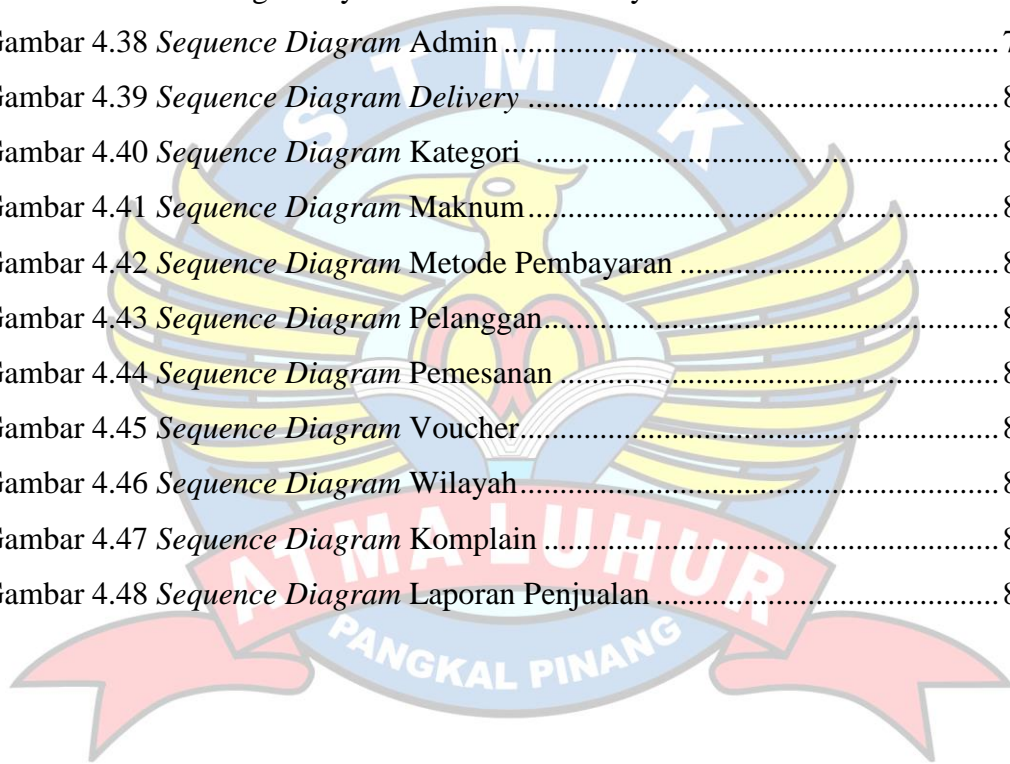 Gambar 4.38 Sequence Diagram Admin ........................................................................ 7
Gambar 4.39 Sequence Diagram Delivery .................................................................... 8
Gambar 4.40 Sequence Diagram Kategori ................................................................... 8
Gambar 4.41 Sequence Diagram Maknum.................................................................... 8
Gambar 4.42 Sequence Diagram Metode Pembayaran ................................................ 8
Gambar 4.43 Sequence Diagram Pelanggan................................................................. 8
Gambar 4.44 Sequence Diagram Pemesanan ............................................................... 8
Gambar 4.45 Sequence Diagram Voucher.................................................................... 8
Gambar 4.46 Sequence Diagram Wilayah.................................................................... 8
Gambar 4.47 Sequence Diagram Komplain ................................................................. 8
Gambar 4.48 Sequence Diagram Laporan Penjualan ................................................... 8
STMIK
ATMA LUHUR
PANGKAL PINANG